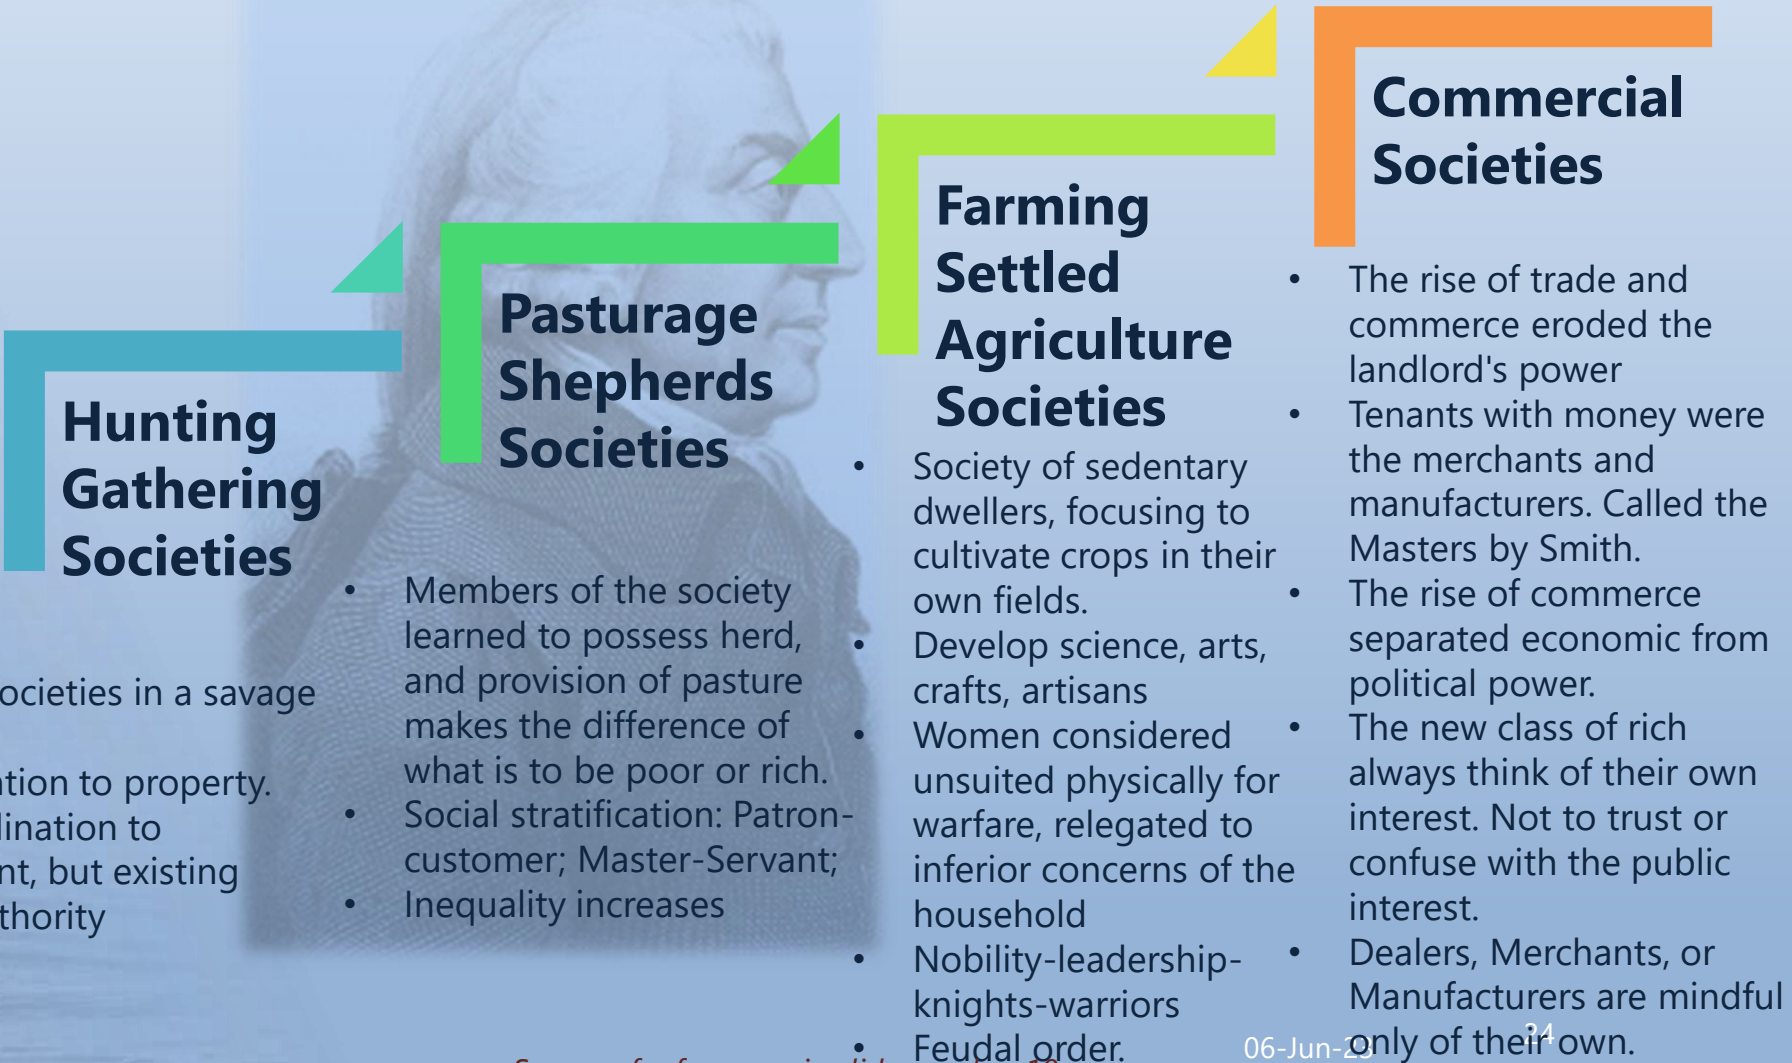 Hunting
Gathering
Societies
ocieties in a savage
tion to property.
lination to
nt, but existing
thority
Pasturage
Shepherds
Societies
• Members of the society
learned to possess herd,
and provision of pasture
makes the difference of
what is to be poor or rich.
• Social stratification: Patron-
customer; Master-Servant;
• Inequality increases
Farming
Settled
Agriculture
Societies
• Society of sedentary
dwellers, focusing to
cultivate crops in their
own fields.
• Develop science, arts,
crafts, artisans
• Women considered
unsuited physically for
warfare, relegated to
inferior concerns of the
household
• Nobility-leadership-
knights-warriors
• Feudal order.
Commercial
Societies
• The rise of trade and
commerce eroded the
landlord's power
• Tenants with money were
the merchants and
manufacturers. Called the
Masters by Smith.
• The rise of commerce
separated economic from
political power.
• The new class of rich
always think of their own
interest. Not to trust or
confuse with the public
interest.
• Dealers, Merchants, or
Manufacturers are mindful
only of their own.
06-Jun-23
24